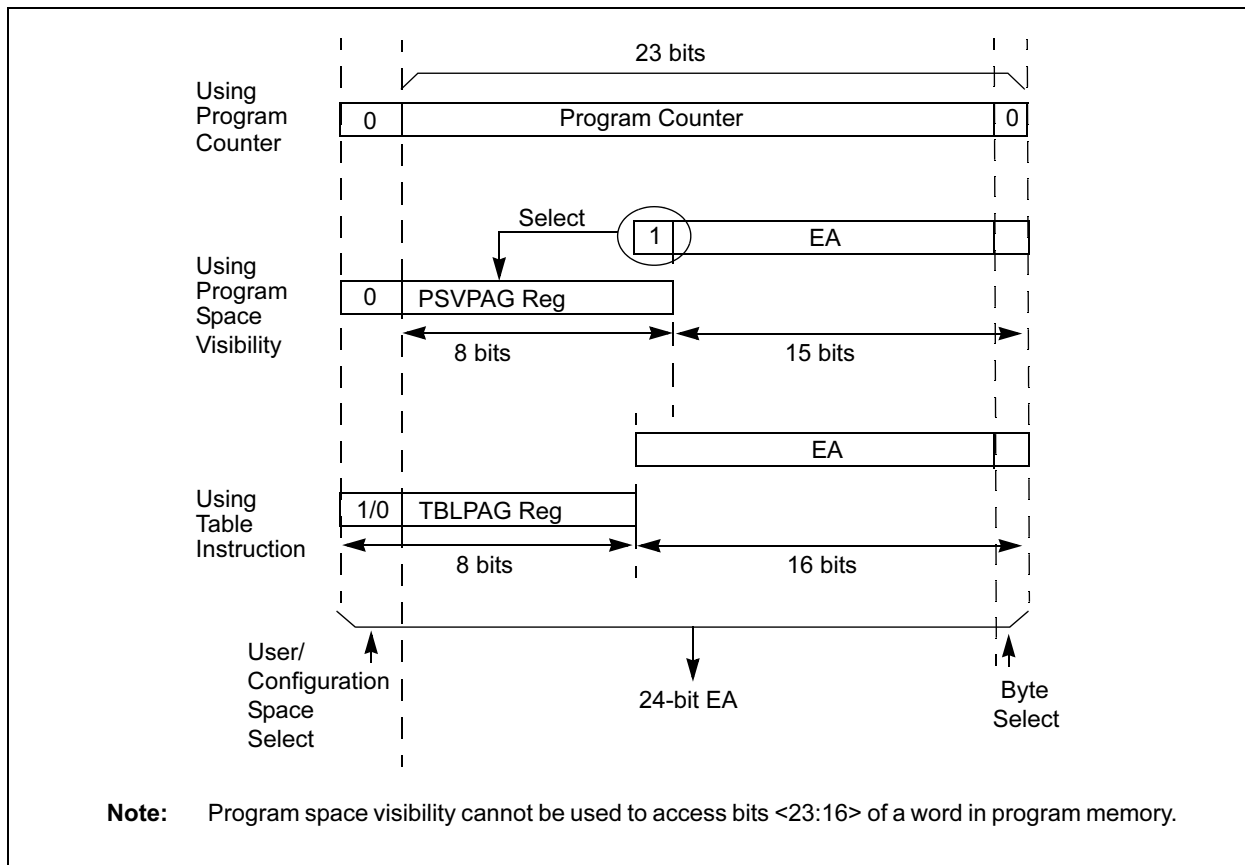 23 bits
Using
Program
Counter
0
Program Counter
0
Select
1
EA
Using
Program
Space
Visibility
0
PSVPAG Reg
8 bits
15 bits
EA
Using
Table
Instruction
1/0
TBLPAG Reg
8 bits
16 bits
User/
Configuration
Space
Select
24-bit EA
Byte
Select
Note: Program space visibility cannot be used to access bits <23:16> of a word in program memory.